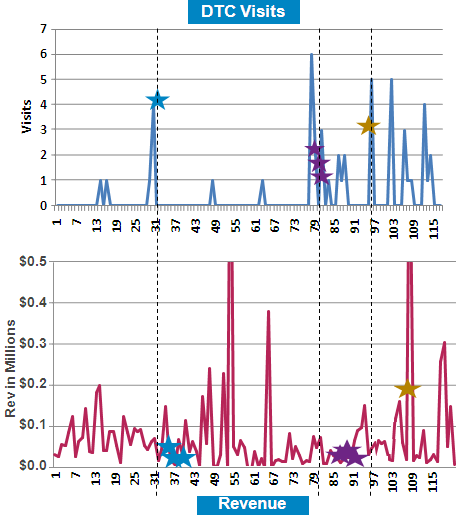 DTC Visits
7
6
5
4
3
2
1
0
Visits
1 7 13 19 25 31 37 43 49 55 61 67 73 79 85 91 97 103 109 115
$0.5
$0.4
$0.3
$0.2
$0.1
$0.0
Rev in Millions
1 7 13 19 25 31 37 43 49 55 61 67 73 79 85 91 97 103 109 115
Revenue